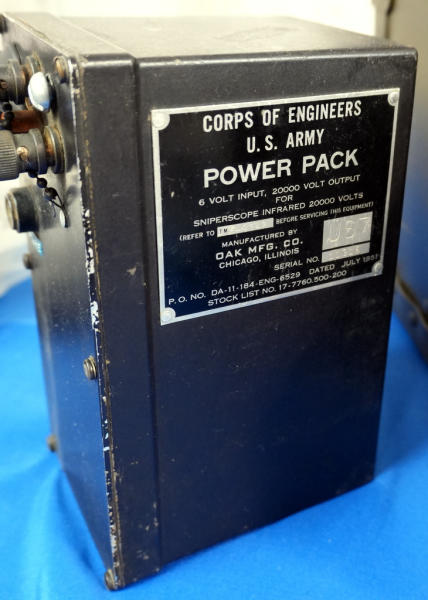 CORPS OF ENGINEERS
U.S. ARMY
POWER PACK
6 VOLT INPUT, 20000 VOLT OUTPUT
FOR
SNIPERSCOPE INFRARED 20000 VOLTS
(REFER TO TM BEFORE SERVICING THIS EQUIPMENT)
MANUFACTURED BY
OAK MFG. CO.
CHICAGO, ILLINOIS
SERIAL NO.
P.O. NO. DA-11-184-ENG-6529 DATED JULY 1951
STOCK LIST NO. 17-7760.500-200